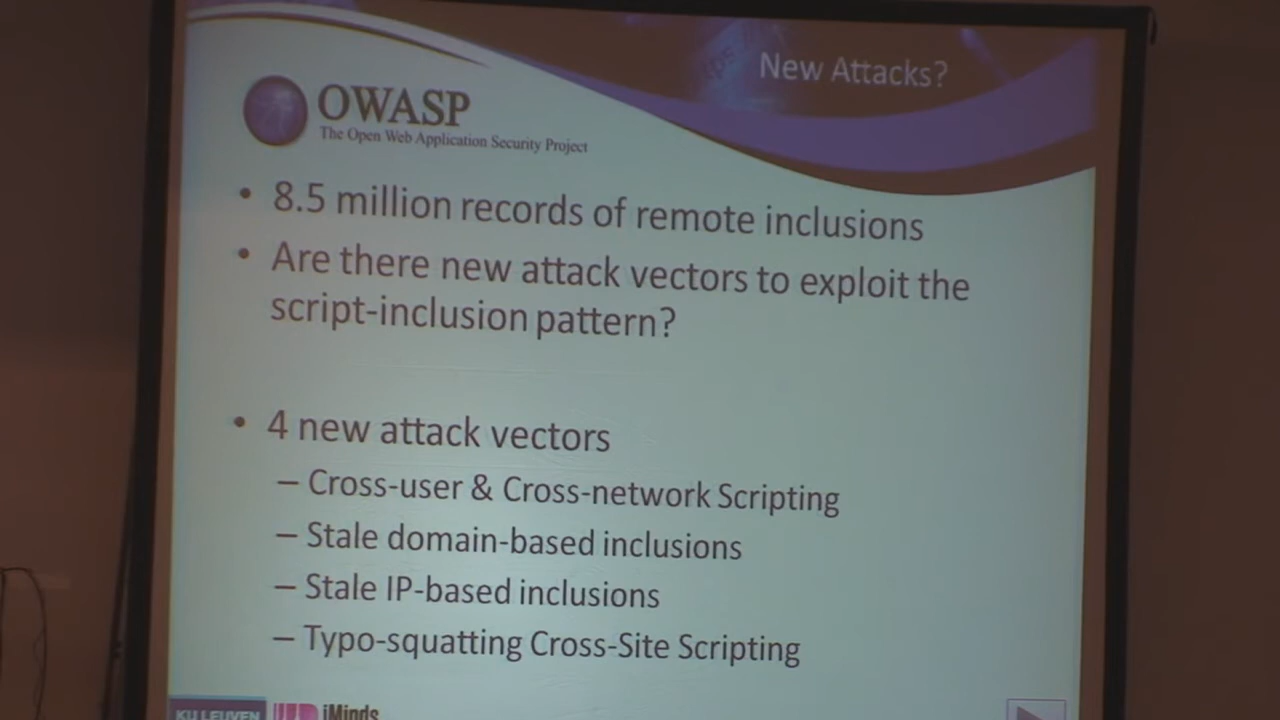 New Attacks?
OWASP
The Open Web Application Security Project
• 8.5 million records of remote inclusions
• Are there new attack vectors to exploit the
script-inclusion pattern?
• 4 new attack vectors
– Cross-user & Cross-network Scripting
– Stale domain-based inclusions
– Stale IP-based inclusions
– Typo-squatting Cross-Site Scripting
KU LEUVEN
iMinds